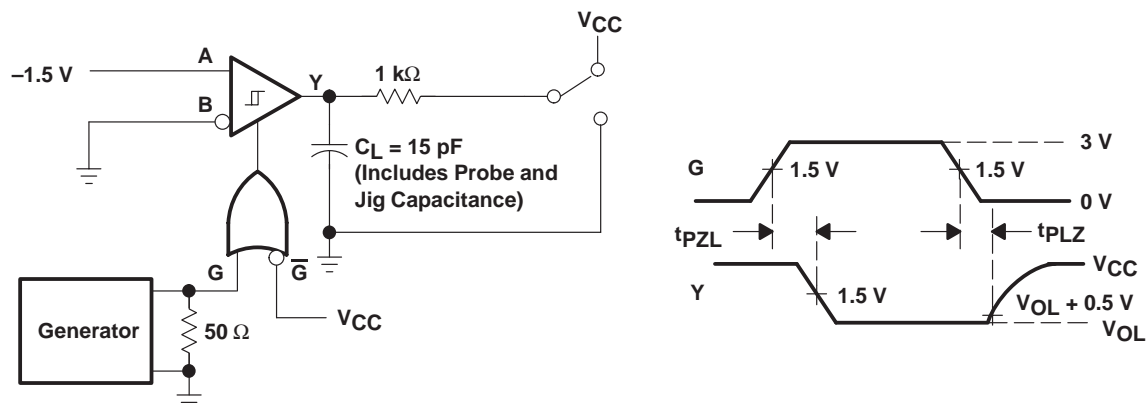 VCC
–1.5 V
A
B
Y
1 kΩ
CL = 15 pF
(Includes Probe and
Jig Capacitance)
G
G̅
VCC
Generator
50 Ω
G
1.5 V
1.5 V
3 V
0 V
tPZL
tPLZ
Y
1.5 V
VCC
VOL + 0.5 V
VOL